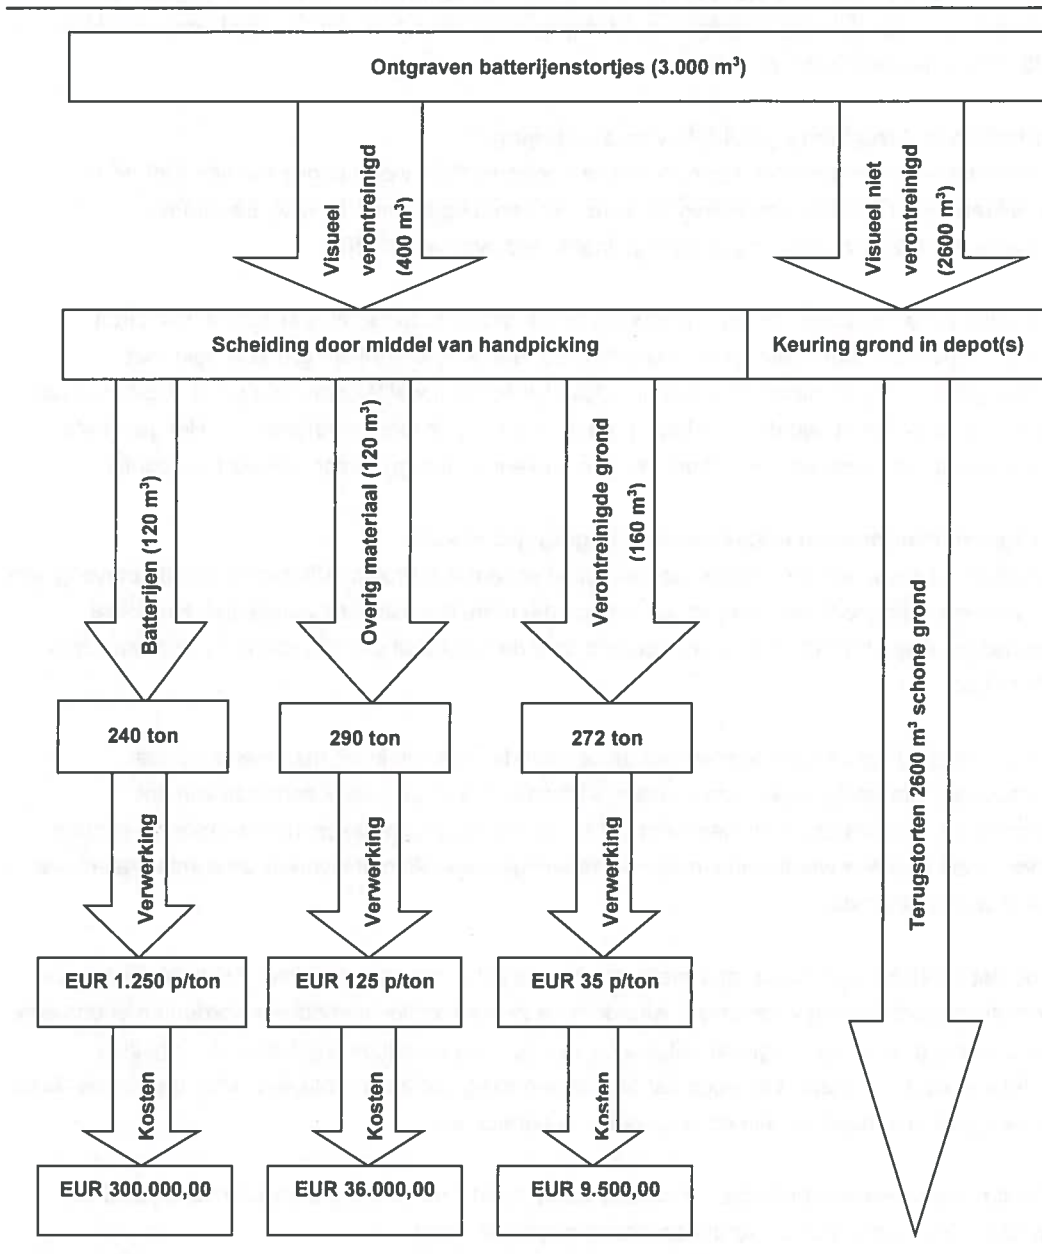 Ontgraven batterijenstortjes (3.000 m³)
Visueel
verontreinigd
(400 m³)
Visueel niet
verontreinigd
(2600 m³)
Scheiding door middel van handpicking
Keuring grond in depot(s)
Batterijen (120 m³)
Overig materiaal (120 m³)
Verontreinigde grond
(160 m³)
Terugstorten 2600 m³ schone grond
240 ton
290 ton
272 ton
Verwerking
Verwerking
Verwerking
EUR 1.250 p/ton
EUR 125 p/ton
EUR 35 p/ton
Kosten
Kosten
Kosten
EUR 300.000,00
EUR 36.000,00
EUR 9.500,00